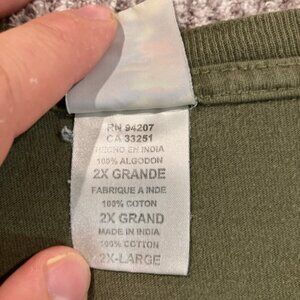 RN 94207
CA 33251
HECHO EN INDIA
100% ALGODON
2X GRANDE
FABRIQUE A INDE
100% COTON
2X GRAND
MADE IN INDIA
100% COTTON
2X-LARGE